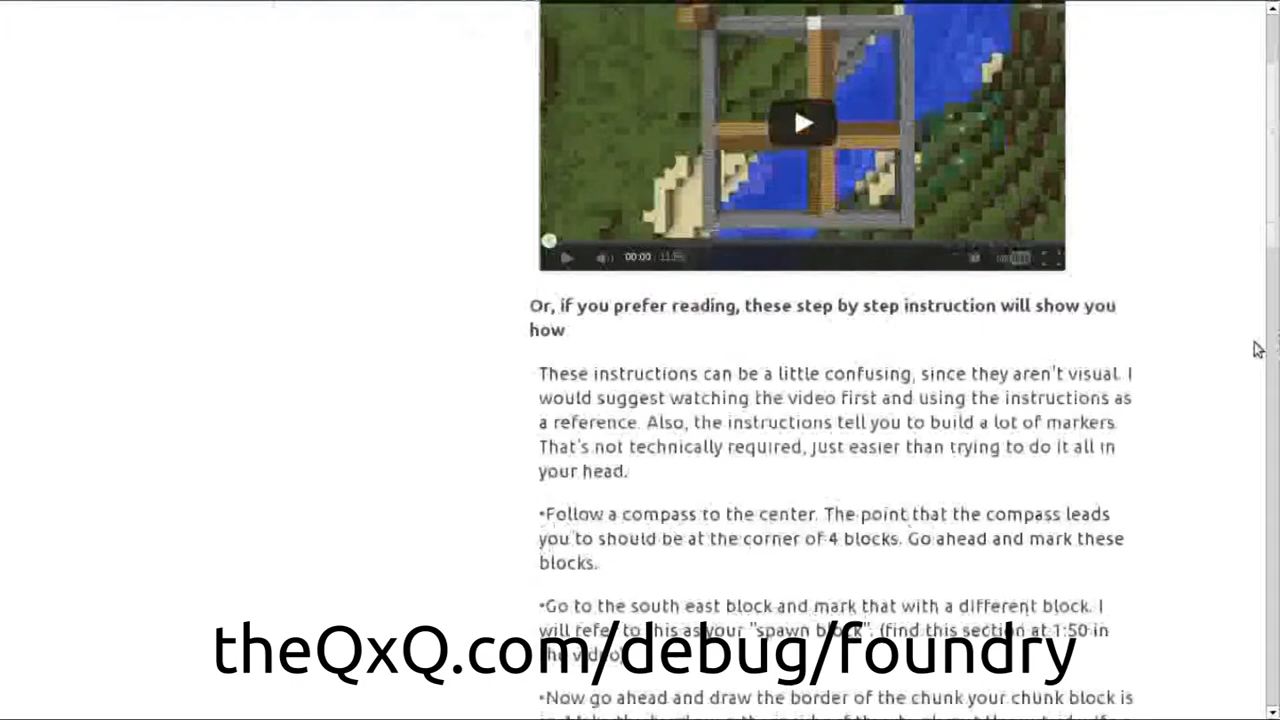 00:00
Or, if you prefer reading, these step by step instruction will show you
how
These instructions can be a little confusing, since they aren't visual. I
would suggest watching the video first and using the instructions as
a reference. Also, the instructions tell you to build a lot of markers.
That's not technically required, just easier than trying to do it all in
your head.
•Follow a compass to the center. The point that the compass leads
you to should be at the corner of 4 blocks. Go ahead and mark these
blocks.
•Go to the south east block and mark that with a different block. I
will refer to this as your "spawn block". (find this section at 1:50 in
the video)
theQxQ.com/debug/foundry
•Now go ahead and draw the border of the chunk your chunk block is